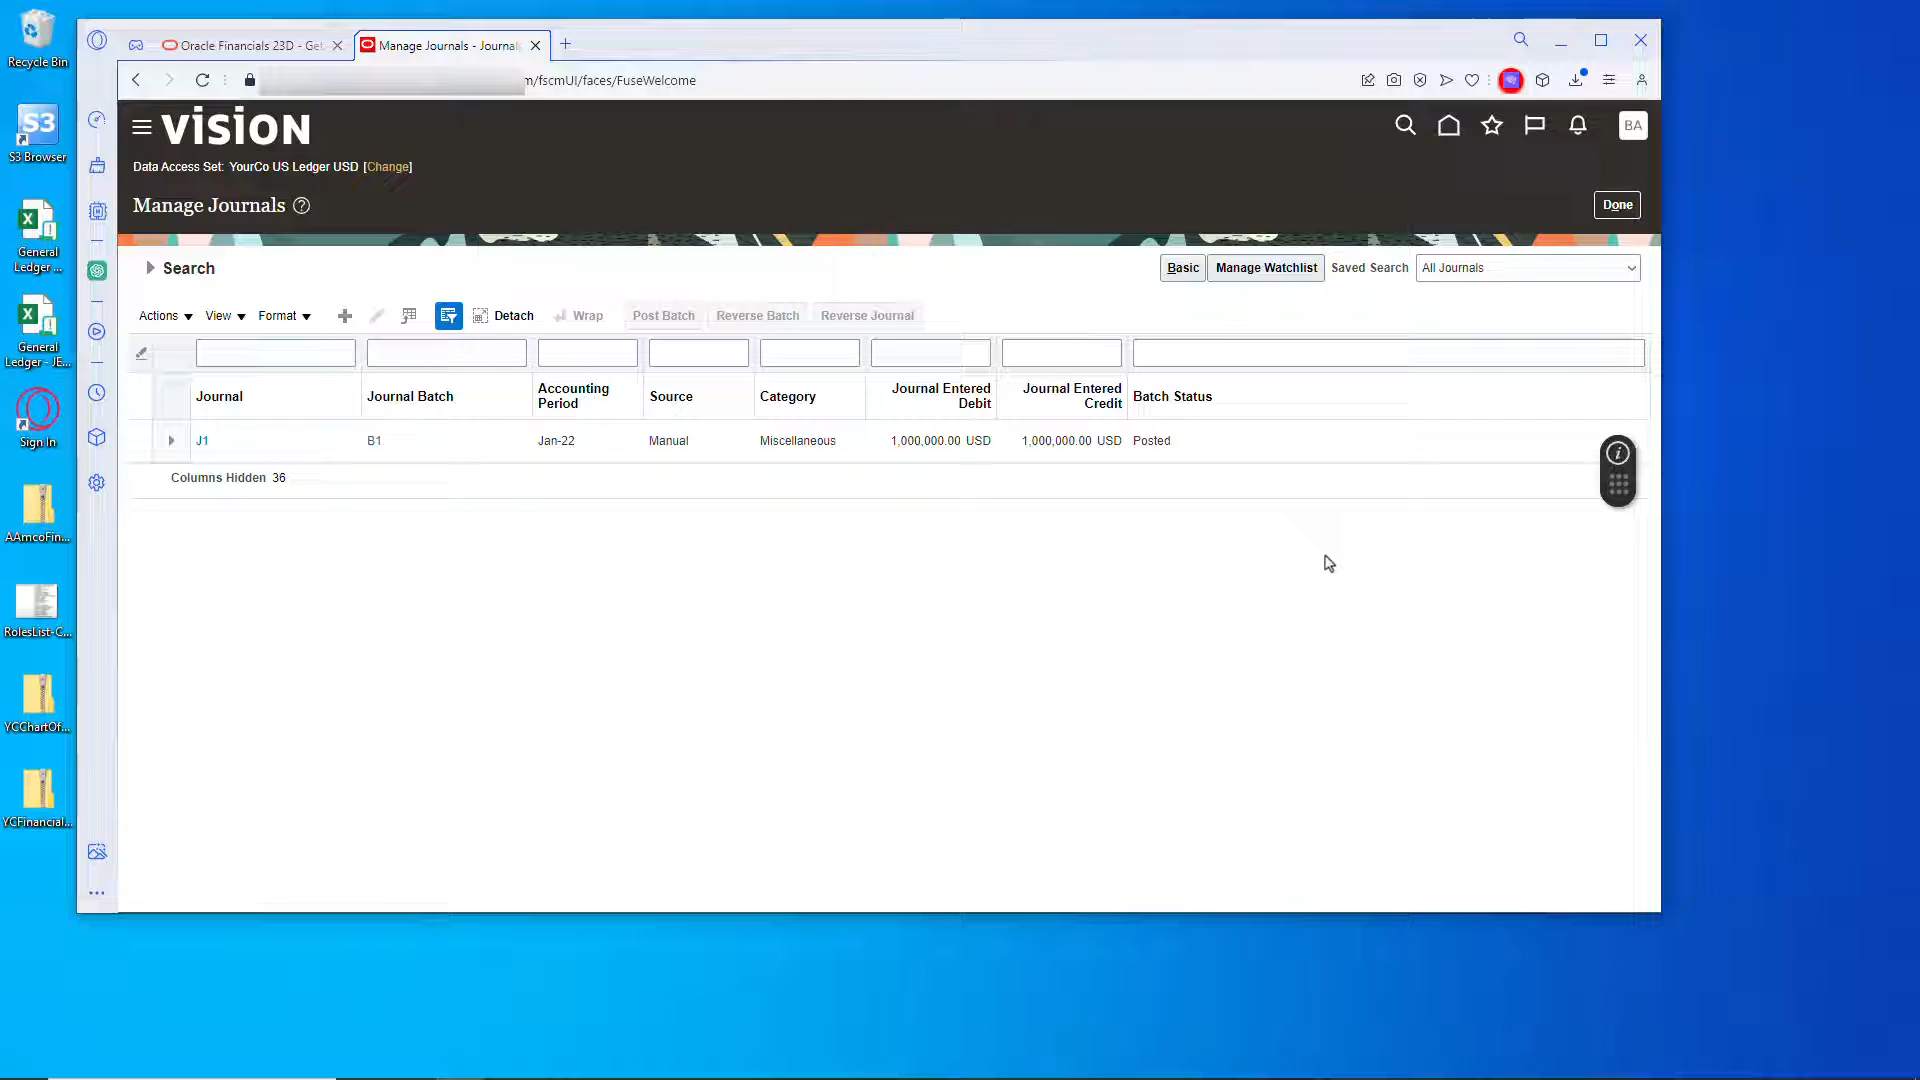 Recycle Bin
S3
S3 Browser
General
Ledger ...
General
Ledger - JE...
Sign In
AAmcoFin...
RolesList-C...
YCChartOf...
YCFinancial...
Oracle Financials 23D - Get
Manage Journals - Journals
m/fscmUI/faces/FuseWelcome
VISION
BA
Data Access Set: YourCo US Ledger USD [Change]
Manage Journals
Done
Search
Basic
Manage Watchlist
Saved Search
All Journals
Actions
View
Format
Detach
Wrap
Post Batch
Reverse Batch
Reverse Journal
Journal
Journal Batch
Accounting
Period
Source
Category
Journal Entered
Debit
Journal Entered
Credit
Batch Status
J1
B1
Jan-22
Manual
Miscellaneous
1,000,000.00 USD
1,000,000.00 USD
Posted
Columns Hidden 36